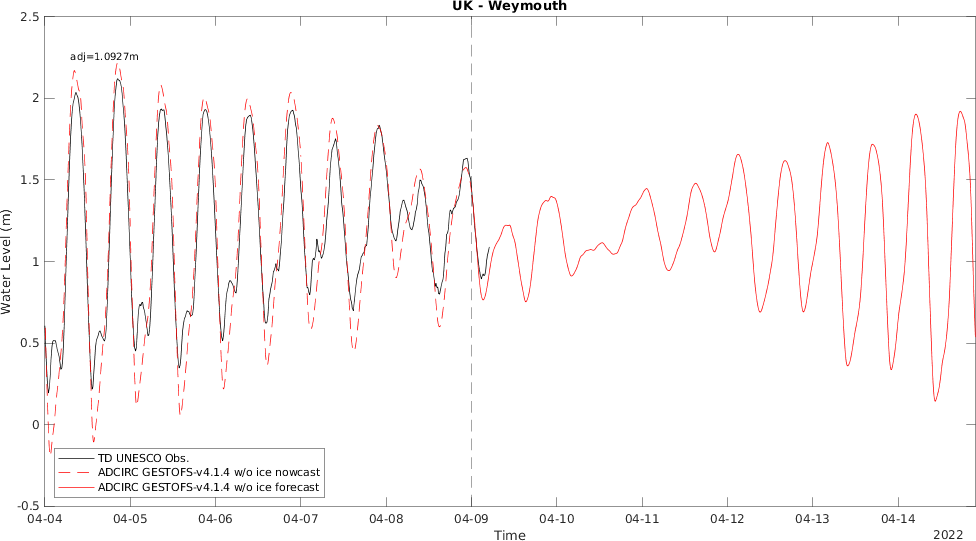 UK - Weymouth
adj=1.0927m
2.5
2
1.5
1
0.5
0
-0.5
Water Level (m)
TD UNESCO Obs.
ADCIRC GESTOFS-v4.1.4 w/o ice nowcast
ADCIRC GESTOFS-v4.1.4 w/o ice forecast
04-04 04-05 04-06 04-07 04-08 04-09 04-10 04-11 04-12 04-13 04-14
Time
2022